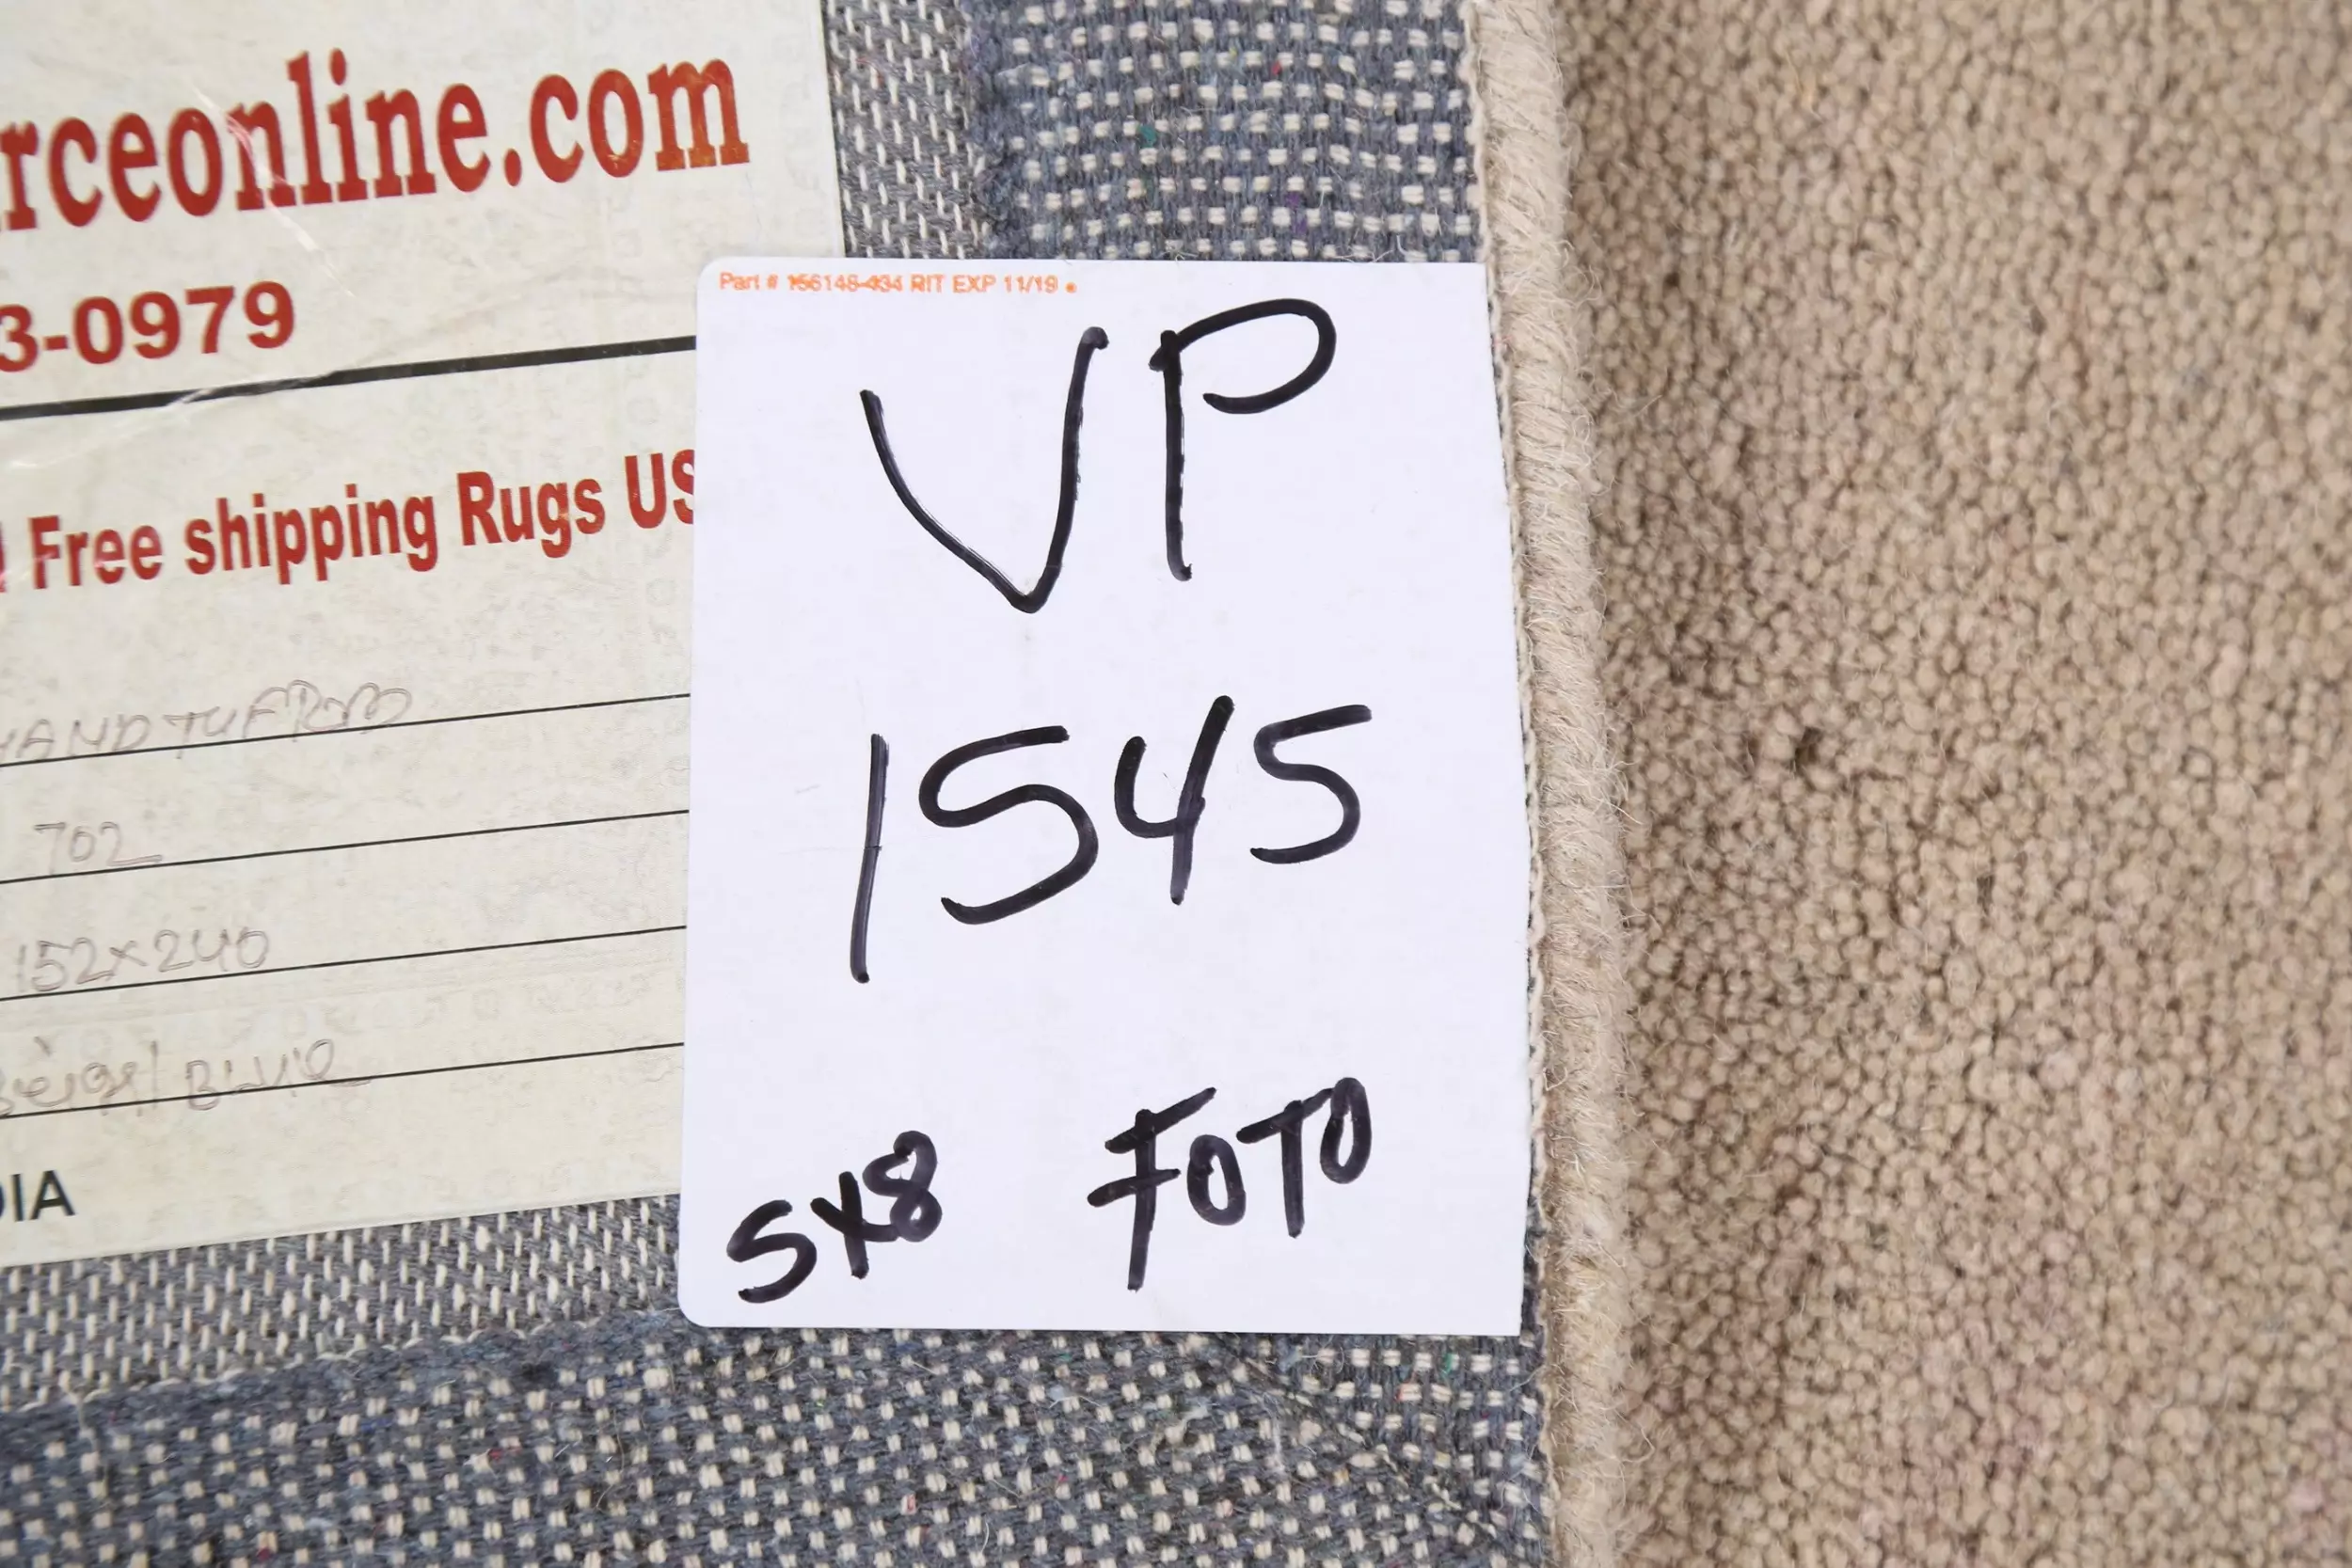 rceonline.com
3-0979
Free shipping Rugs US
HAND TUFTED
702
152x240
Beige/BLUE
DIA
Part # 156148-434 RIT EXP 11/19
VP
1545
5x8 FOTO